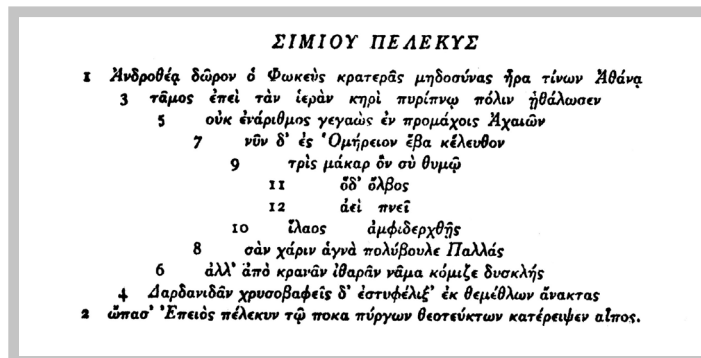 ΣΙΜΙΟΥ ΠΕΛΕΚΥΣ
1 Ἀνδροθέᾳ δῶρον ὁ Φωκεὺς κρατερᾶς μηδοσύνας ἦρα τίνων Ἀθάνᾳ
3 τᾶμος ἐπεὶ τὰν ἱερὰν κηρὶ πυρίπνῳ πόλιν ᾐθάλωσεν
5 οὐκ ἐνάριθμος γεγαὼς ἐν προμάχοις Ἀχαιῶν
7 νῦν δ' ἐς Ὁμήρειον ἔβα κέλευθον
9 τρὶς μάκαρ ὃν σὺ θυμῷ
11 ὅδ' ὄλβος
12 ἀεὶ πνεῖ
10 ἵλαος ἀμφιδερχθῇς
8 σὰν χάριν ἁγνὰ πολύβουλε Παλλάς
6 ἀλλ' ἀπὸ κρανᾶν ἰθαρᾶν νᾶμα κόμιζε δυσκλής
4 Δαρδανιδᾶν χρυσοβαφεῖς δ' ἐστυφέλιξ' ἐκ θεμέθλων ἄνακτας
2 ὤπασ' Ἐπειὸς πέλεκυν τῷ ποκα πύργων θεοτεύκτων κατέρειψεν αἶπος.